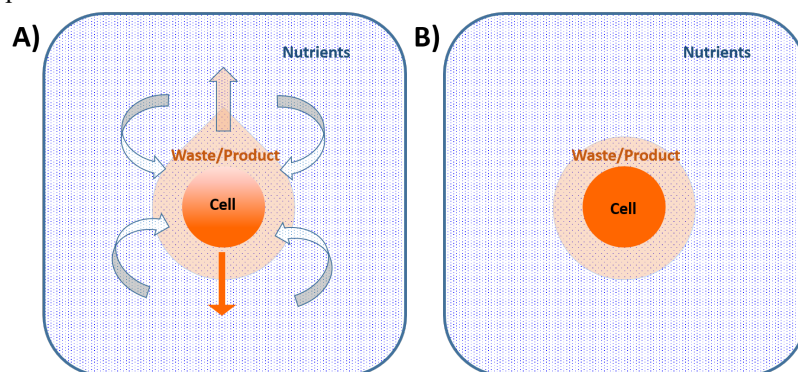 A)
Nutrients
Waste/Product
Cell
B)
Nutrients
Waste/Product
Cell